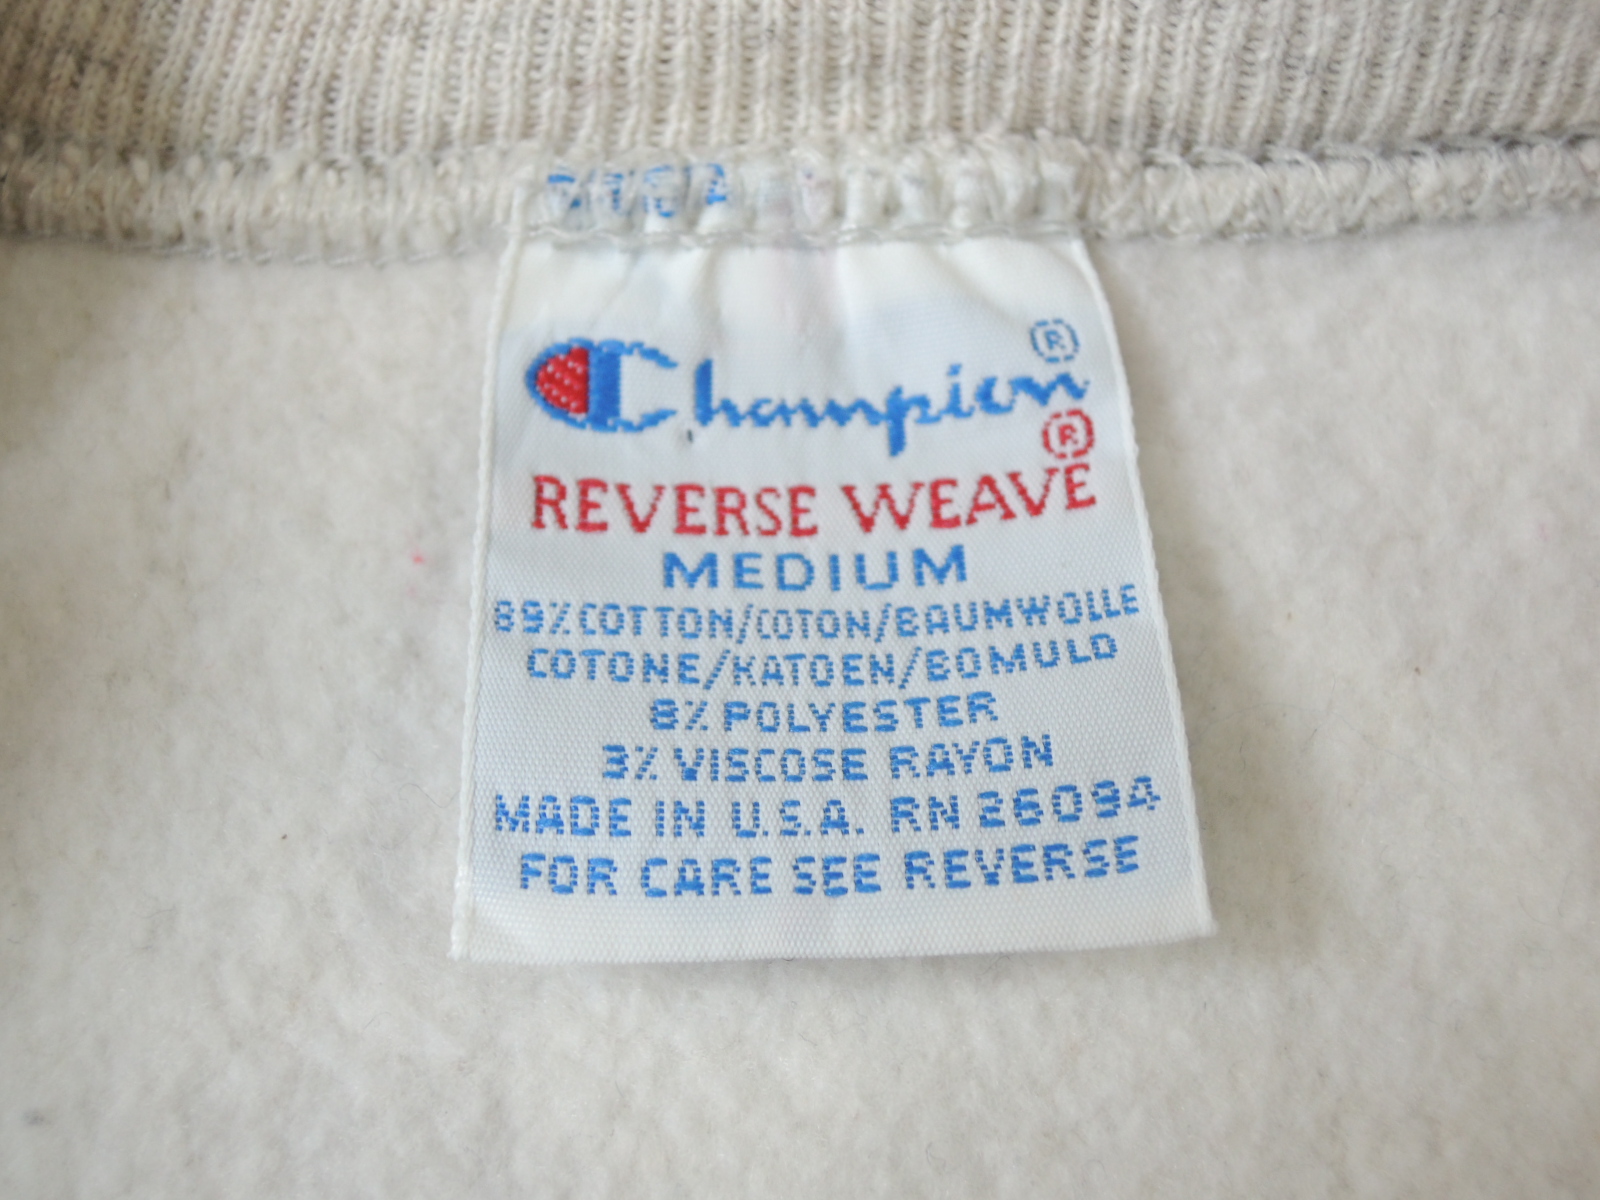 Champion®
REVERSE WEAVE®
MEDIUM
89% COTTON/COTON/BAUMWOLLE
COTONE/KATOEN/BOMULD
8% POLYESTER
3% VISCOSE RAYON
MADE IN U.S.A. RN 26094
FOR CARE SEE REVERSE